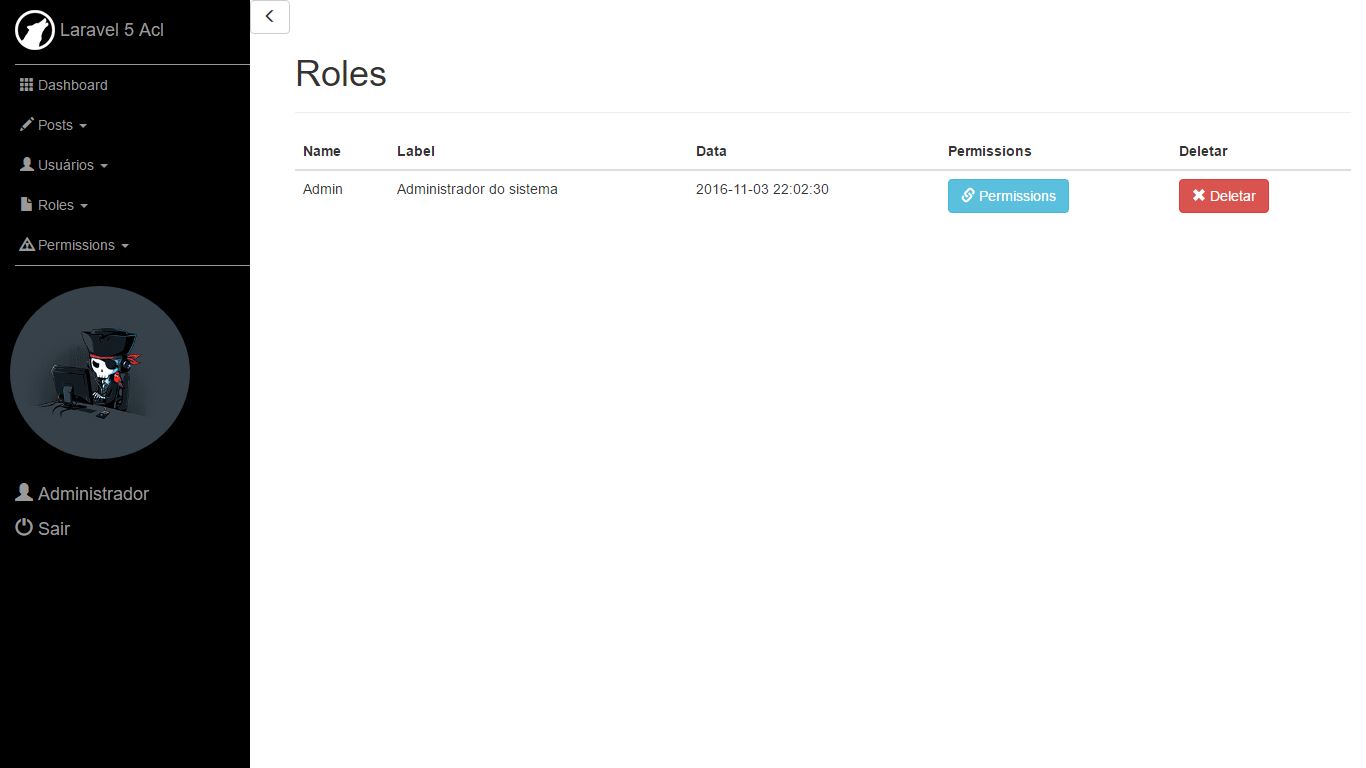 Laravel 5 Acl
Dashboard
Posts
Usuários
Roles
Permissions
Administrador
Sair
Roles
Name Label Data Permissions Deletar
Admin Administrador do sistema 2016-11-03 22:02:30 Permissions Deletar